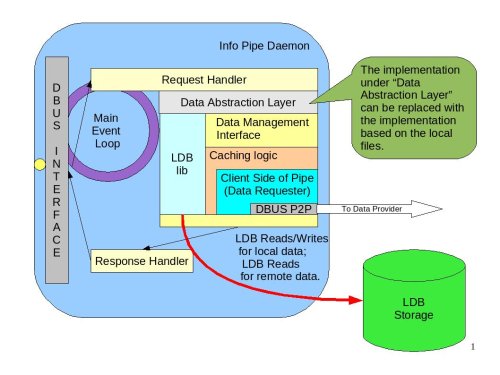 Info Pipe Daemon
DBUS INTERFACE
Request Handler
Data Abstraction Layer
Main
Event
Loop
LDB
lib
Data Management
Interface
Caching logic
Client Side of Pipe
(Data Requester)
DBUS P2P
To Data Provider
Response Handler
LDB Reads/Writes
for local data;
LDB Reads
for remote data.
The implementation
under “Data
Abstraction Layer”
can be replaced with
the implementation
based on the local
files.
LDB
Storage
1